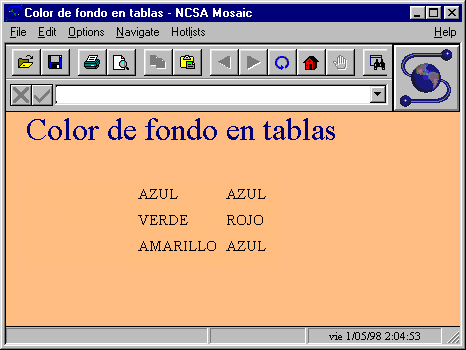 Color de fondo en tablas - NCSA Mosaic
File Edit Options Navigate Hotlists Help
Color de fondo en tablas
AZUL AZUL
VERDE ROJO
AMARILLO AZUL
vie 1/05/98 2:04:53